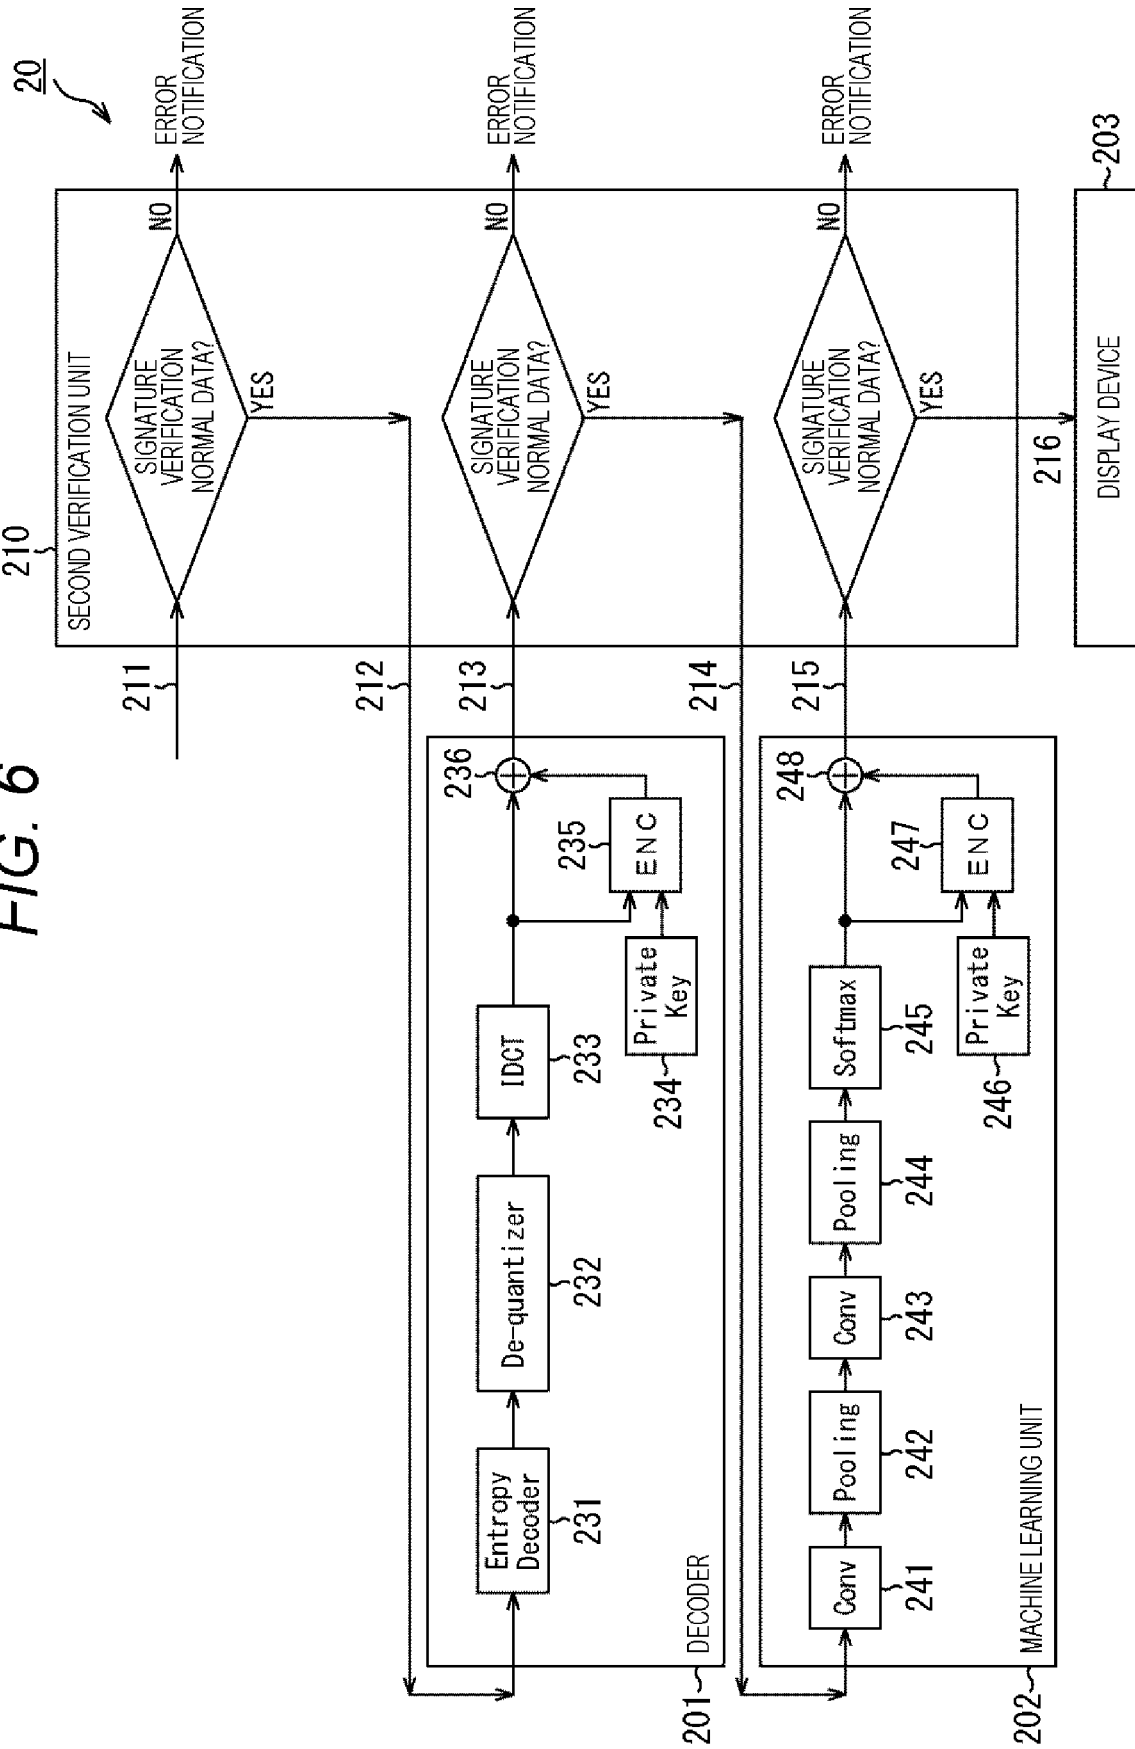 FIG. 6
20
210
SECOND VERIFICATION UNIT
211
SIGNATURE
VERIFICATION
NORMAL DATA?
NO
ERROR
NOTIFICATION
YES
212
201
DECODER
Entropy
Decoder
231
De-quantizer
232
IDCT
233
Private
Key
234
ENC
235
236
213
SIGNATURE
VERIFICATION
NORMAL DATA?
NO
ERROR
NOTIFICATION
YES
214
202
MACHINE LEARNING UNIT
Conv
241
Pooling
242
Conv
243
Pooling
244
Softmax
245
Private
Key
246
ENC
247
248
215
SIGNATURE
VERIFICATION
NORMAL DATA?
NO
ERROR
NOTIFICATION
YES
216
DISPLAY DEVICE
203